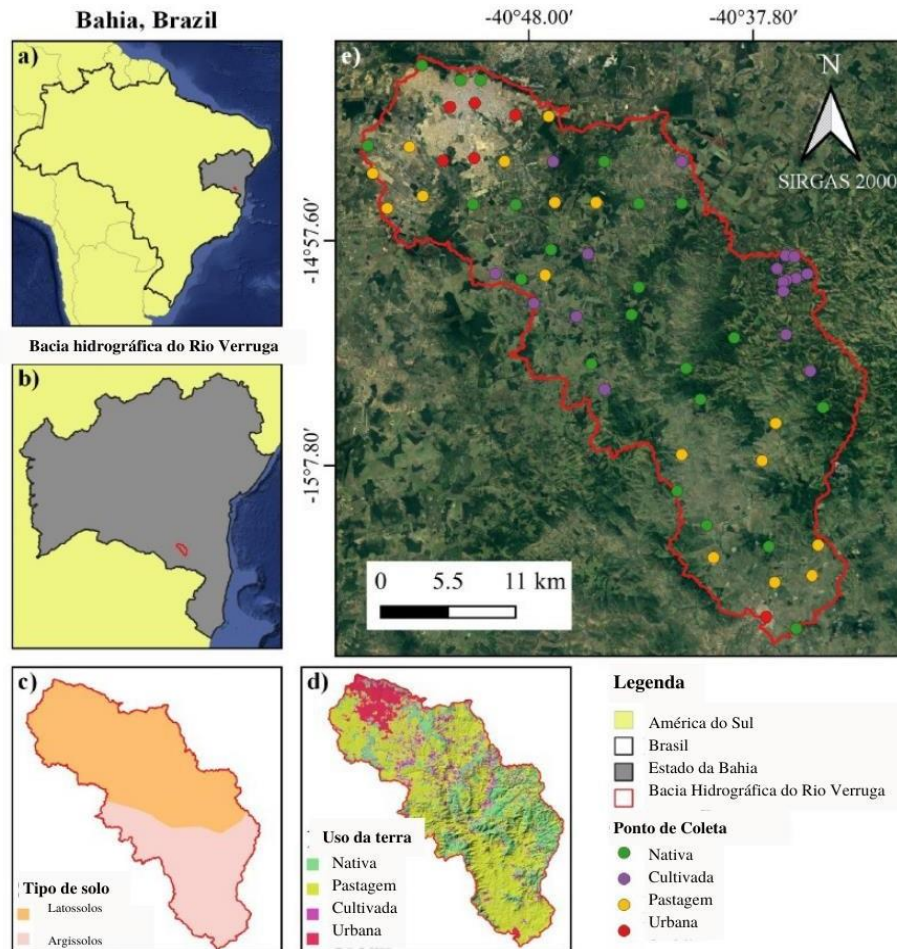 Bahia, Brazil
a)
Bacia hidrográfica do Rio Verruga
b)
-40°48.00′
-40°37.80′
e)
N
SIRGAS 2000
-14°57.60′
-15°7.80′
0 5.5 11 km
c)
Tipo de solo
Latossolos
Argissolos
d)
Uso da terra
Nativa
Pastagem
Cultivada
Urbana
Legenda
América do Sul
Brasil
Estado da Bahia
Bacia Hidrográfica do Rio Verruga
Ponto de Coleta
Nativa
Cultivada
Pastagem
Urbana